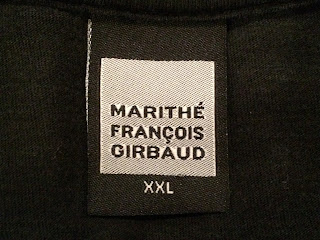 MARITHÉ
FRANÇOIS
GIRBAUD
XXL